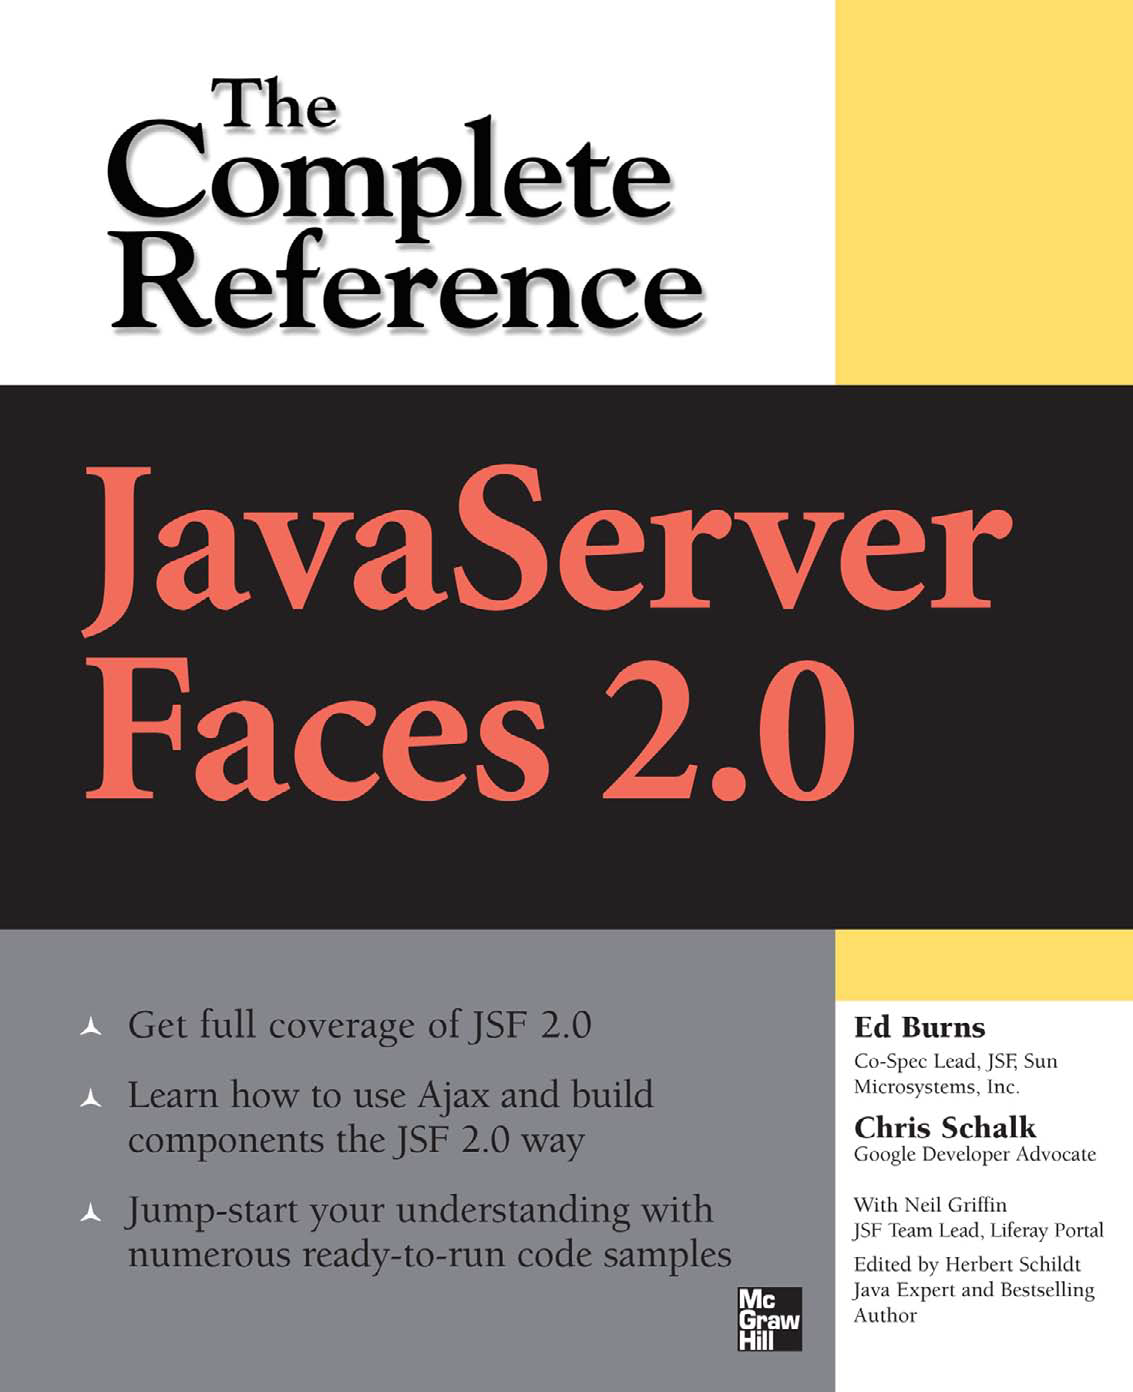 The
Complete
Reference
JavaServer
Faces 2.0
Get full coverage of JSF 2.0
Learn how to use Ajax and build
components the JSF 2.0 way
Jump-start your understanding with
numerous ready-to-run code samples
Mc
Graw
Hill
Ed Burns
Co-Spec Lead, JSF, Sun
Microsystems, Inc.
Chris Schalk
Google Developer Advocate
With Neil Griffin
JSF Team Lead, Liferay Portal
Edited by Herbert Schildt
Java Expert and Bestselling
Author